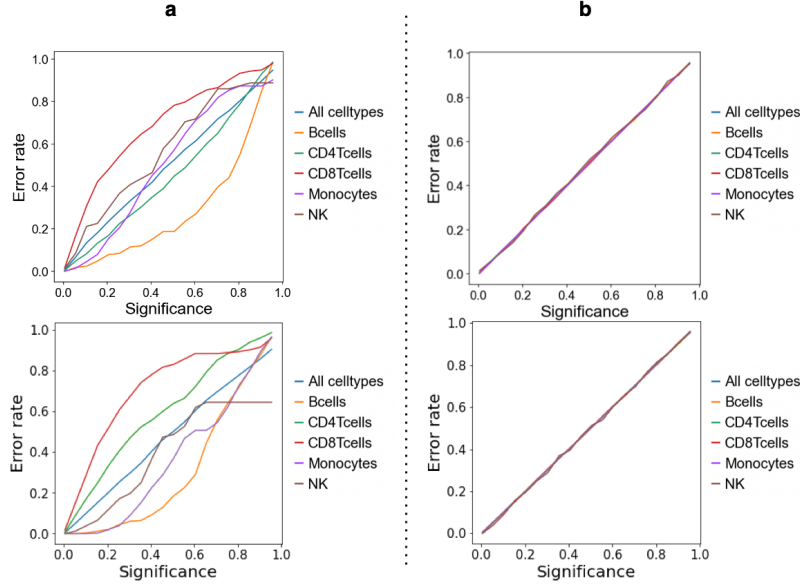 a
b
1.0
0.8
0.6
0.4
0.2
0.0
Error rate
0.0 0.2 0.4 0.6 0.8 1.0
Significance
All celltypes
Bcells
CD4Tcells
CD8Tcells
Monocytes
NK
1.0
0.8
0.6
0.4
0.2
0.0
Error rate
0.0 0.2 0.4 0.6 0.8 1.0
Significance
All celltypes
Bcells
CD4Tcells
CD8Tcells
Monocytes
NK
1.0
0.8
0.6
0.4
0.2
0.0
Error rate
0.0 0.2 0.4 0.6 0.8 1.0
Significance
All celltypes
Bcells
CD4Tcells
CD8Tcells
Monocytes
NK
1.0
0.8
0.6
0.4
0.2
0.0
Error rate
0.0 0.2 0.4 0.6 0.8 1.0
Significance
All celltypes
Bcells
CD4Tcells
CD8Tcells
Monocytes
NK